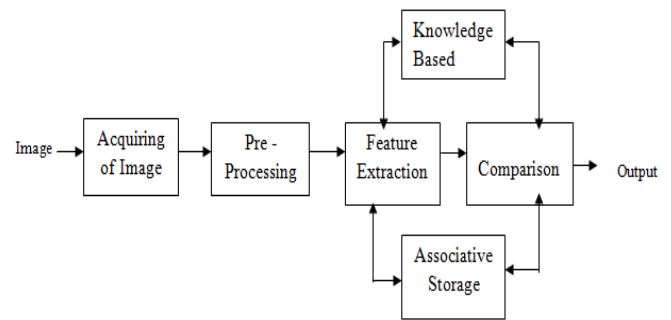 Knowledge
Based
Image
Acquiring
of Image
Pre -
Processing
Feature
Extraction
Comparison
Output
Associative
Storage